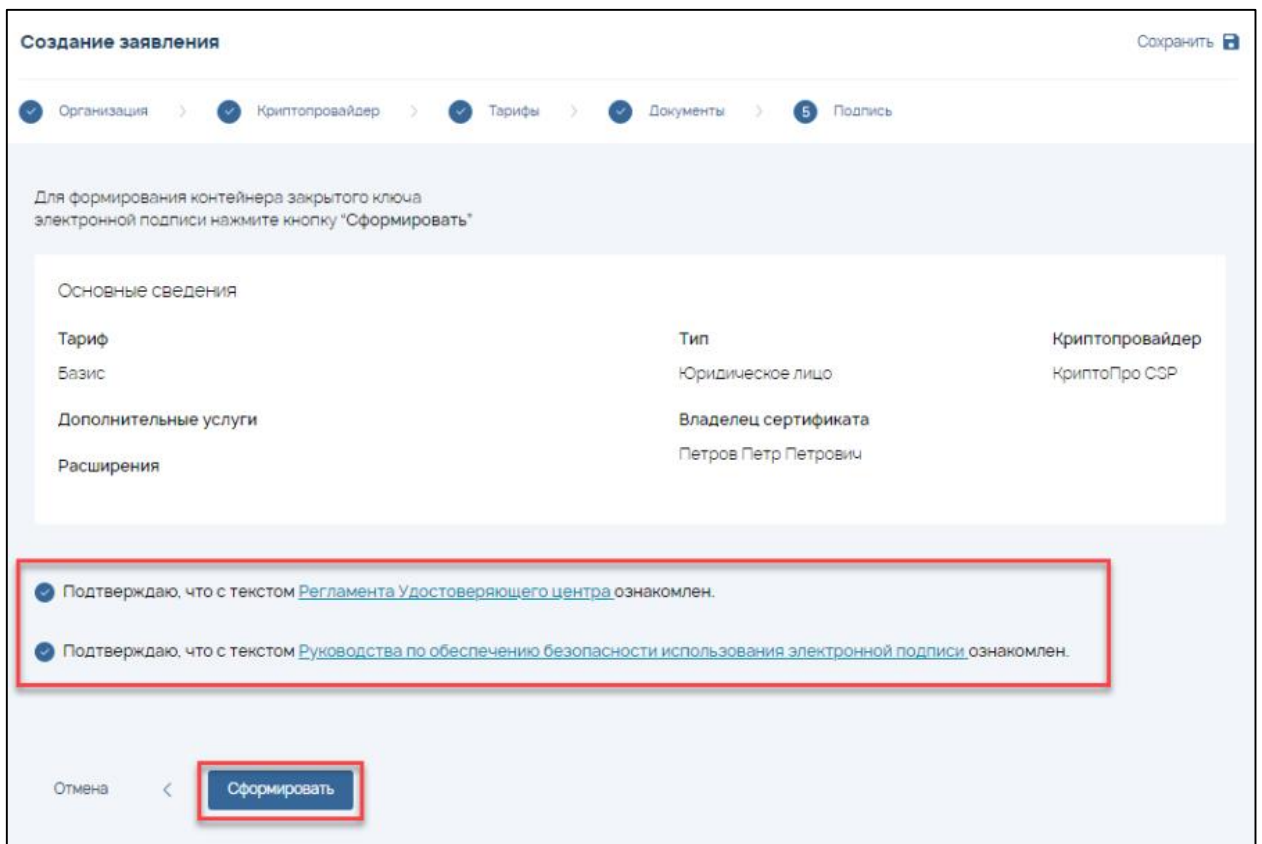 Создание заявления
Сохранить
Организация > Криптопровайдер > Тарифы > Документы > 5 Подпись
Для формирования контейнера закрытого ключа
электронной подписи нажмите кнопку “Сформировать”
Основные сведения
Тариф Тип Криптопровайдер
Базис Юридическое лицо КриптоПро CSP
Дополнительные услуги Владелец сертификата
Петров Петр Петрович
Расширения
Подтверждаю, что с текстом Регламента Удостоверяющего центра ознакомлен.
Подтверждаю, что с текстом Руководства по обеспечению безопасности использования электронной подписи ознакомлен.
Отмена < Сформировать